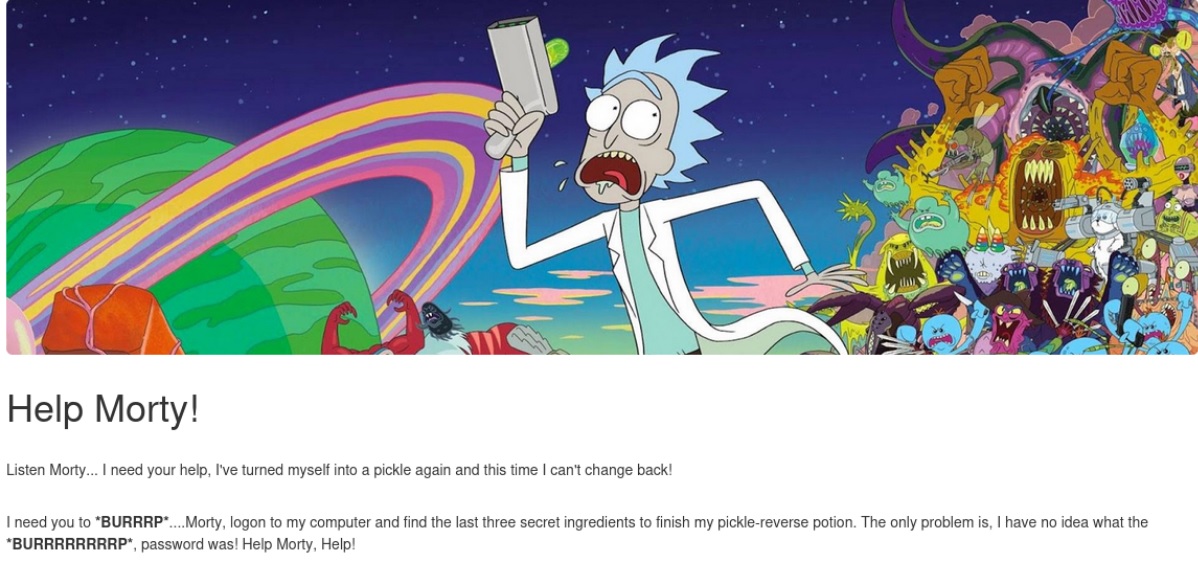 Help Morty!
Listen Morty... I need your help, I've turned myself into a pickle again and this time I can't change back!
I need you to *BURRRP*....Morty, logon to my computer and find the last three secret ingredients to finish my pickle-reverse potion. The only problem is, I have no idea what the
*BURRRRRRRRP*, password was! Help Morty, Help!